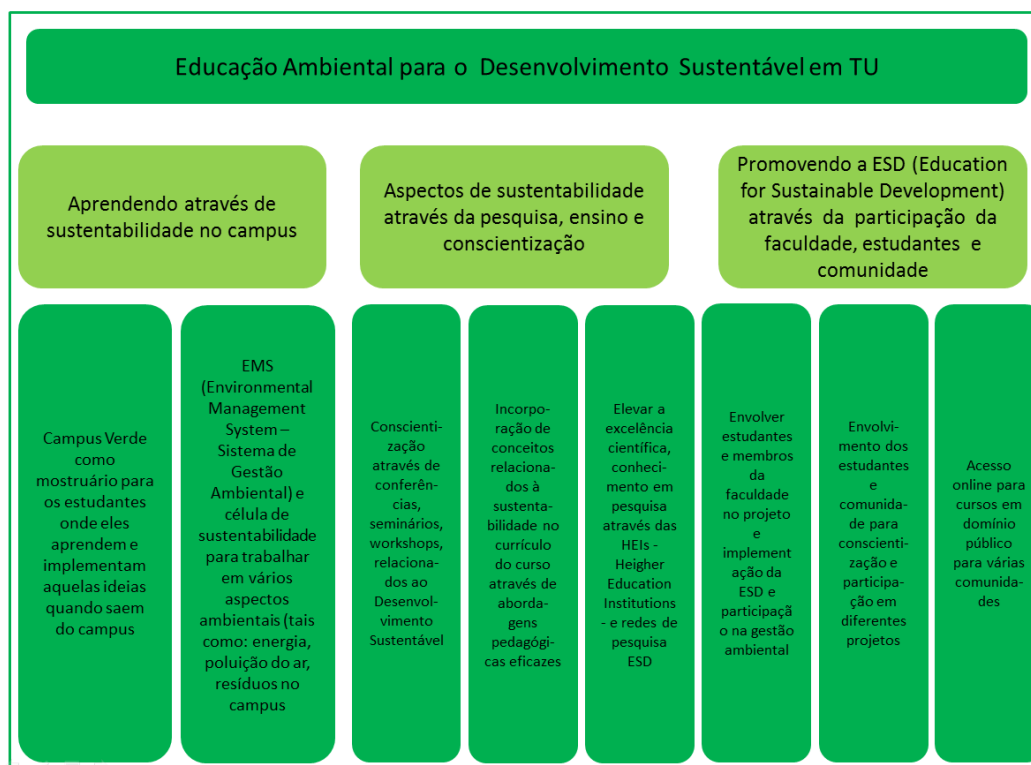 Educação Ambiental para o Desenvolvimento Sustentável em TU
Aprendendo através de
sustentabilidade no campus
Aspectos de sustentabilidade
através da pesquisa, ensino e
conscientização
Promovendo a ESD (Education
for Sustainable Development)
através da participação da
faculdade, estudantes e
comunidade
Campus Verde
como
mostruário para
os estudantes
onde eles
aprendem e
implementam
aquelas ideias
quando saem
do campus
EMS
(Environmental
Management
System –
Sistema de
Gestão
Ambiental) e
célula de
sustentabilidade
para trabalhar
em vários
aspectos
ambientais (tais
como: energia,
poluição do ar,
resíduos no
campus
Conscienti-
zação
através de
conferên-
cias,
seminários,
workshops,
relaciona-
dos ao
Desenvol-
vimento
Sustentável
Incorpo-
ração de
conceitos
relaciona-
dos à
sustenta-
bilidade no
currículo
do curso
através de
aborda-
gens
pedagógi-
cas eficazes
Elevar a
excelência
científica,
conheci-
mento em
pesquisa
através das
HEIs -
Heigher
Education
Institutions
- e redes de
pesquisa
ESD
Envolver
estudantes
e membros
da
faculdade
no projeto
e
implement
ação da
ESD e
participaçã
o na gestão
ambiental
Envolvi-
mento dos
estudantes
e
comunida-
de para
conscienti-
zação e
participa-
ção em
diferentes
projetos
Acesso
online para
cursos em
domínio
público
para várias
comunida-
des